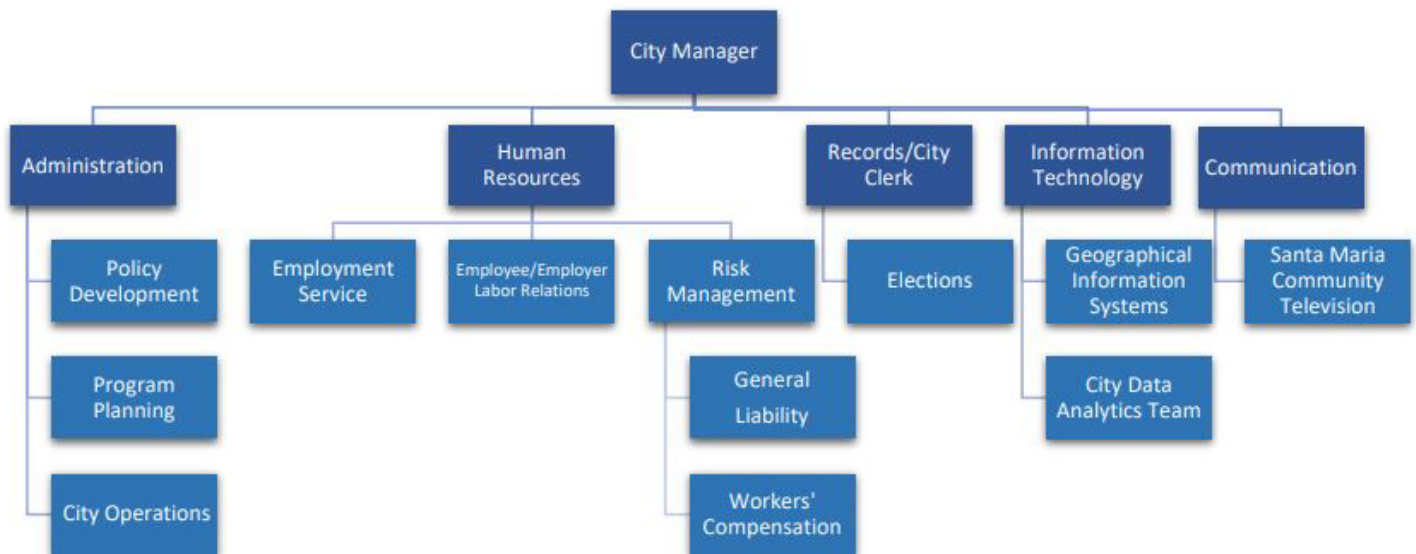 City Manager
Administration
Human
Resources
Records/City
Clerk
Information
Technology
Communication
Policy
Development
Employment
Service
Employee/Employer
Labor Relations
Risk
Management
Elections
Geographical
Information
Systems
Santa Maria
Community
Television
Program
Planning
General
Liability
City Data
Analytics Team
City Operations
Workers'
Compensation